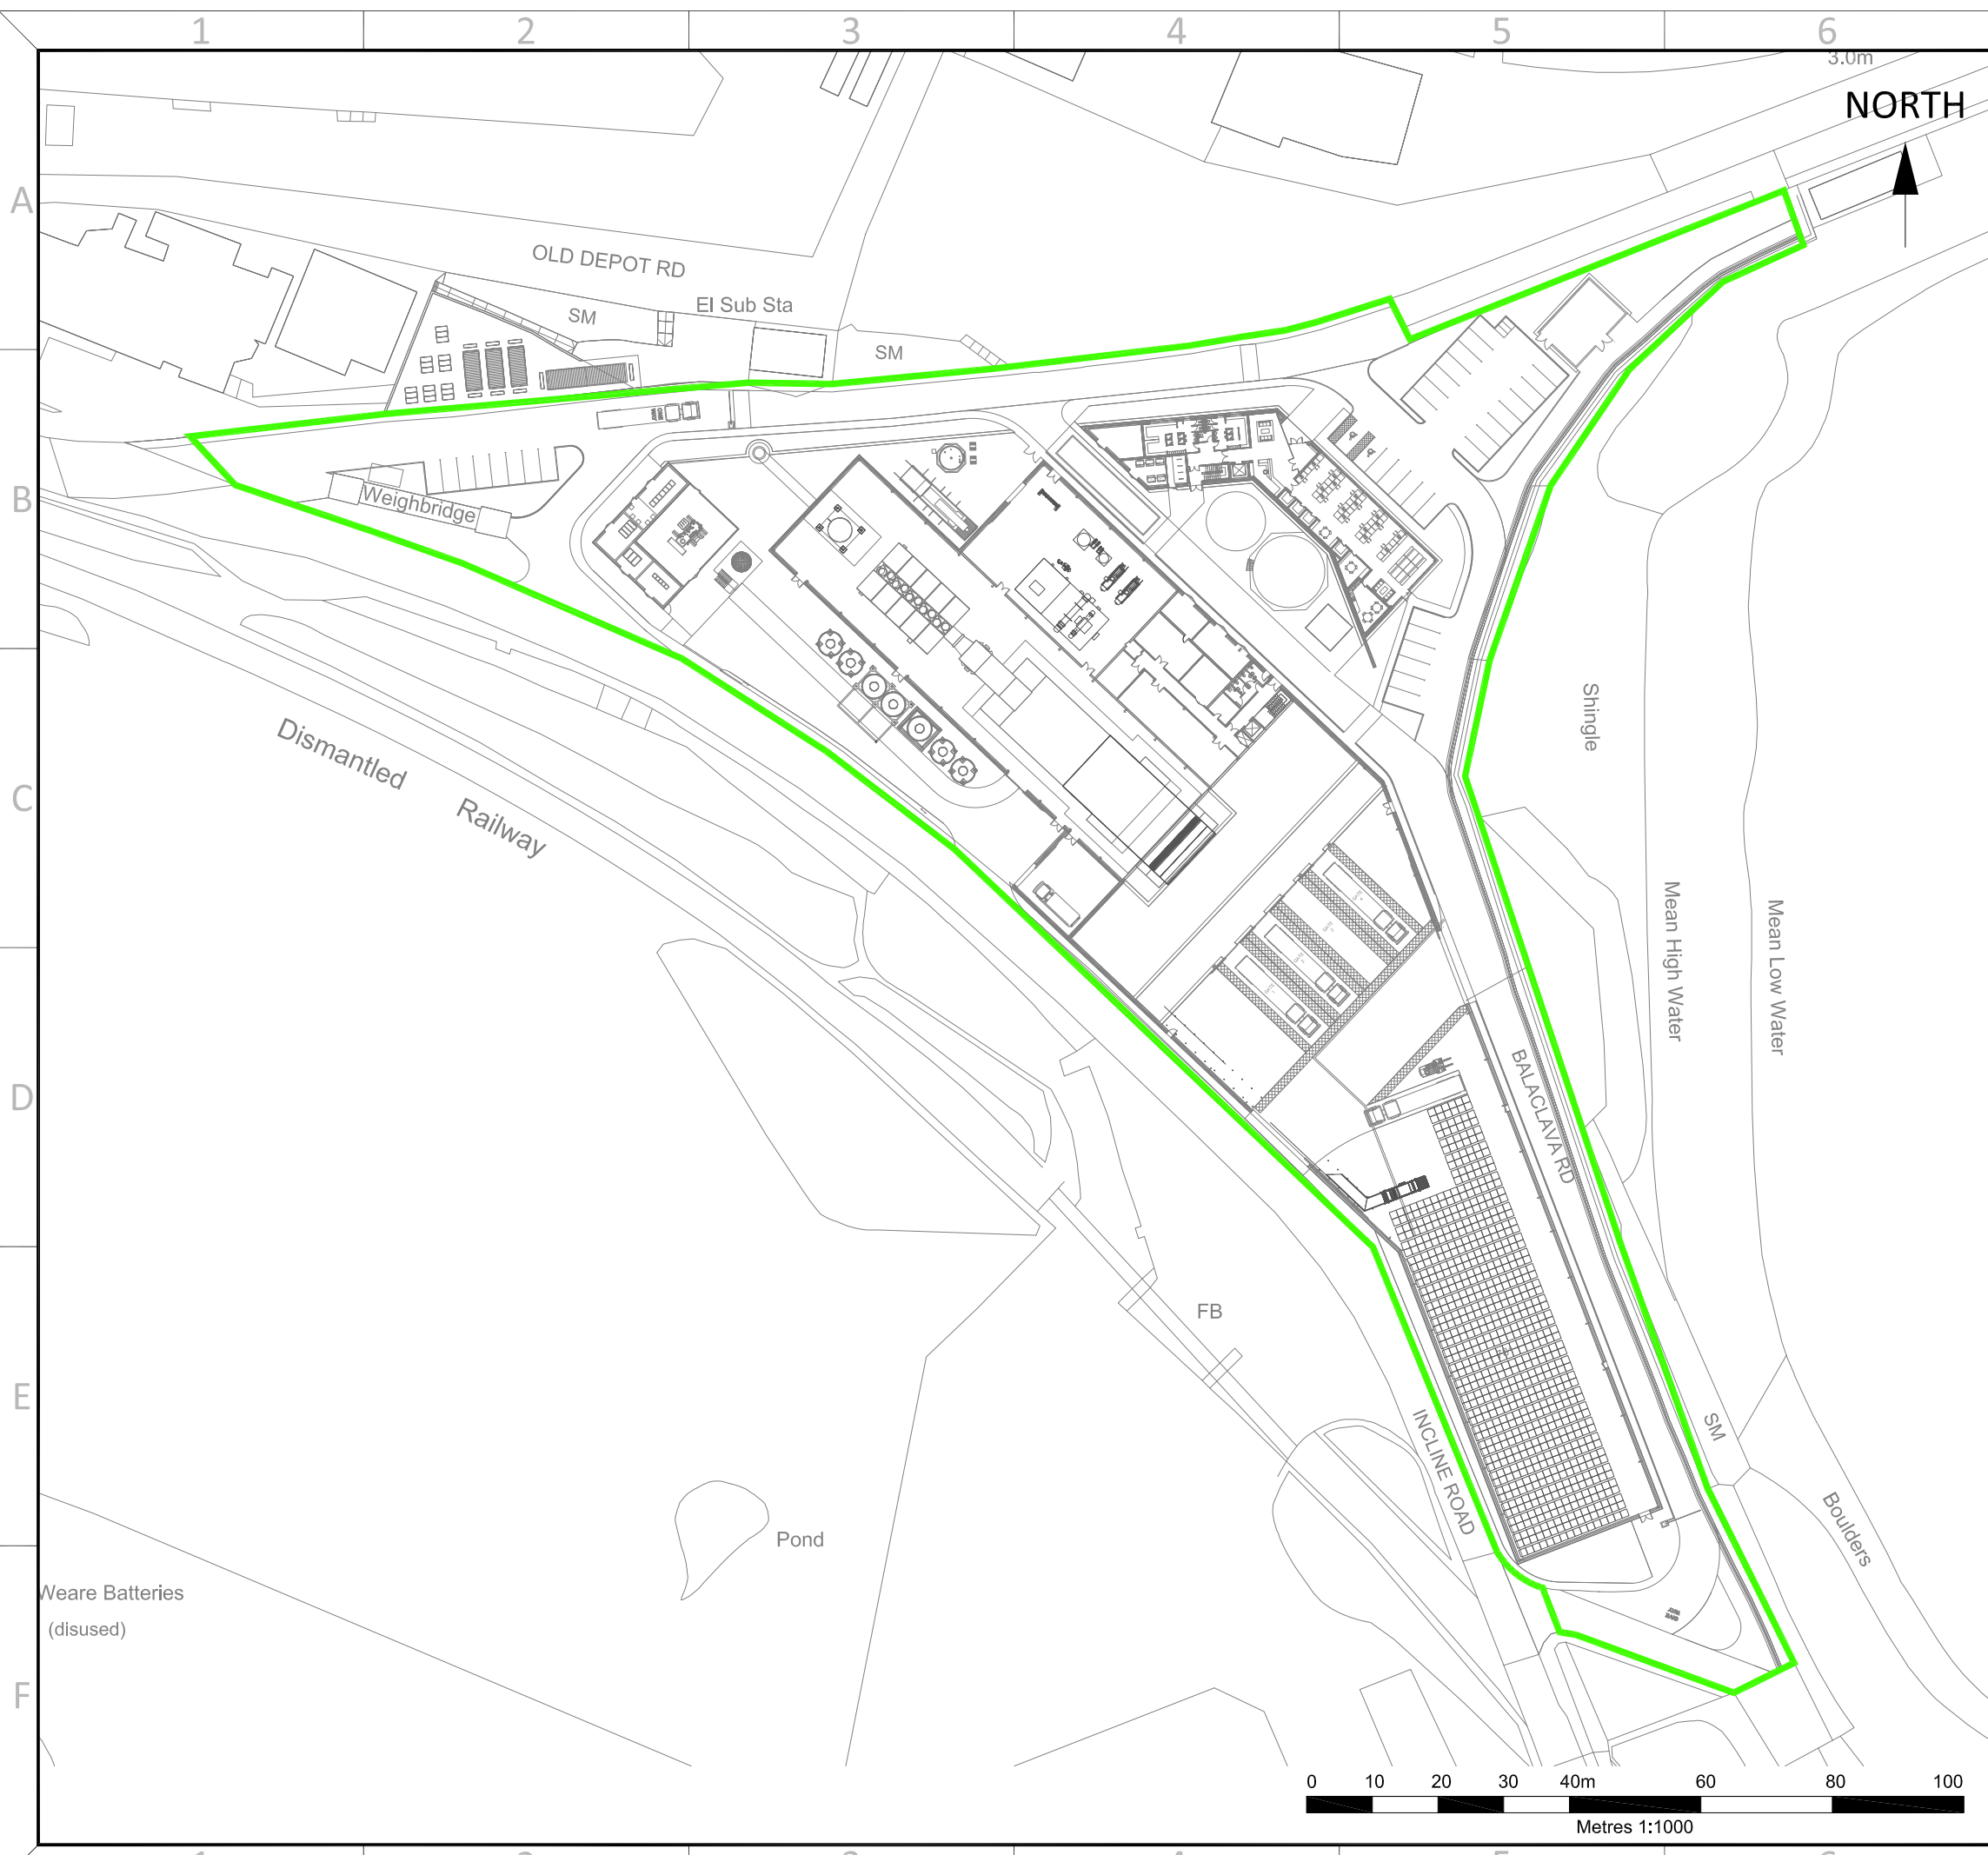 1 2 3 4 5 6
3.0m
NORTH
A
OLD DEPOT RD
El Sub Sta
SM
SM
B
Weighbridge
Shingle
Dismantled
Railway
C
Mean High Water
Mean Low Water
D
BALACLAVA RD
FB
E
INCLINE ROAD
SM
Boulders
Pond
Weare Batteries
(disused)
F
0 10 20 30 40m 60 80 100
Metres 1:1000